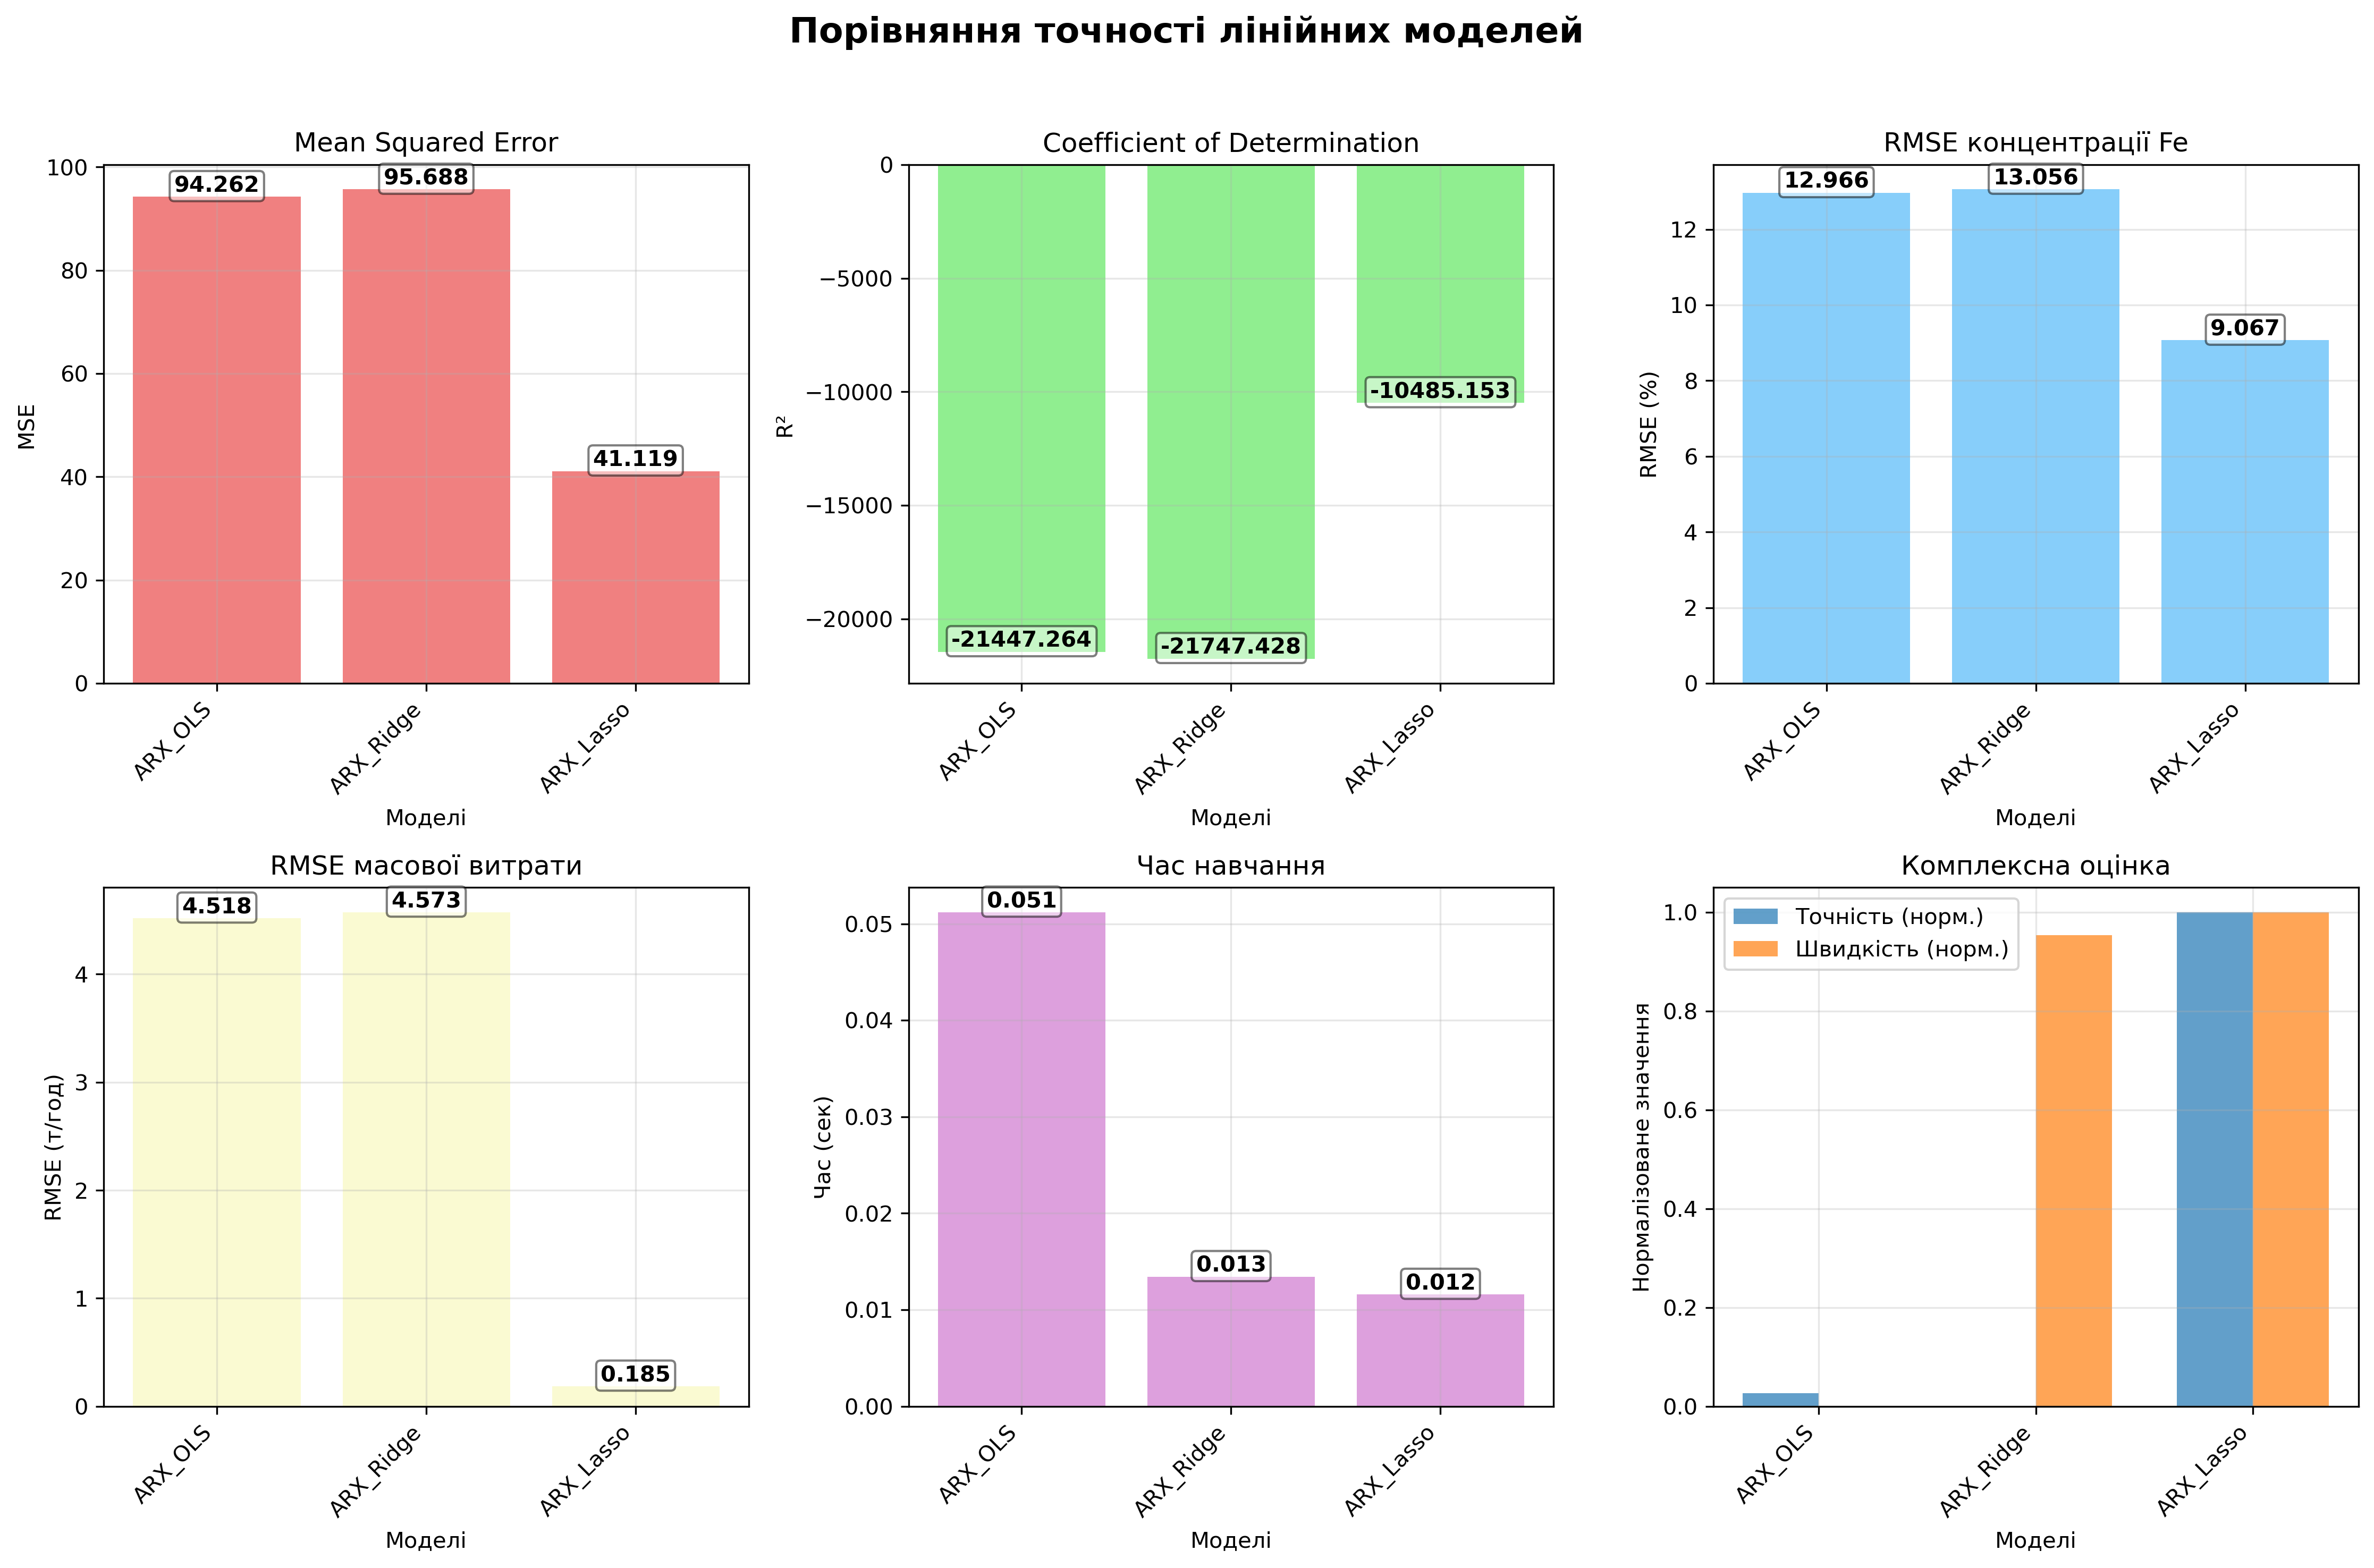 Порівняння точності лінійних моделей
Mean Squared Error
MSE
100
80
60
40
20
0
94.262
95.688
41.119
ARX_OLS
ARX_Ridge
ARX_Lasso
Моделі
Coefficient of Determination
R²
0
−5000
−10000
−15000
−20000
-21447.264
-21747.428
-10485.153
ARX_OLS
ARX_Ridge
ARX_Lasso
Моделі
RMSE концентрації Fe
RMSE (%)
12
10
8
6
4
2
0
12.966
13.056
9.067
ARX_OLS
ARX_Ridge
ARX_Lasso
Моделі
RMSE масової витрати
RMSE (т/год)
4
3
2
1
0
4.518
4.573
0.185
ARX_OLS
ARX_Ridge
ARX_Lasso
Моделі
Час навчання
Час (сек)
0.05
0.04
0.03
0.02
0.01
0.00
0.051
0.013
0.012
ARX_OLS
ARX_Ridge
ARX_Lasso
Моделі
Комплексна оцінка
Нормалізоване значення
1.0
0.8
0.6
0.4
0.2
0.0
Точність (норм.)
Швидкість (норм.)
ARX_OLS
ARX_Ridge
ARX_Lasso
Моделі